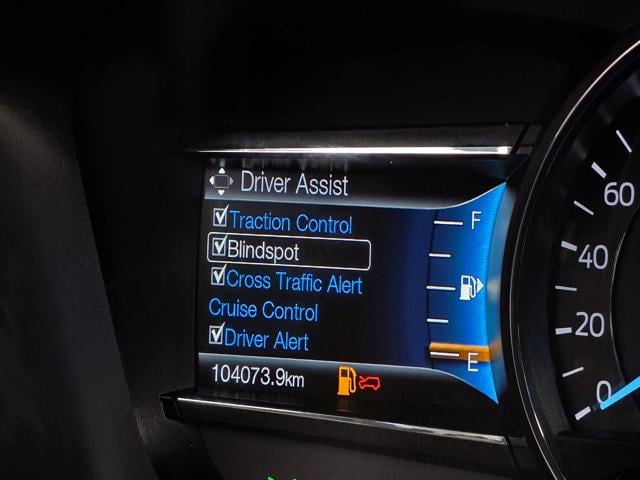 Driver Assist
Traction Control
Blindspot
Cross Traffic Alert
Cruise Control
Driver Alert
104073.9km
F
E
60
40
20
0